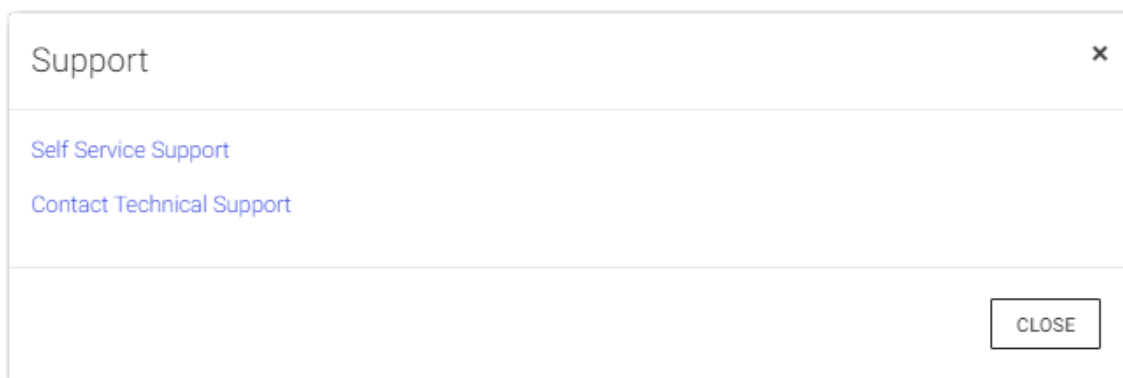 Support
×
Self Service Support
Contact Technical Support
CLOSE